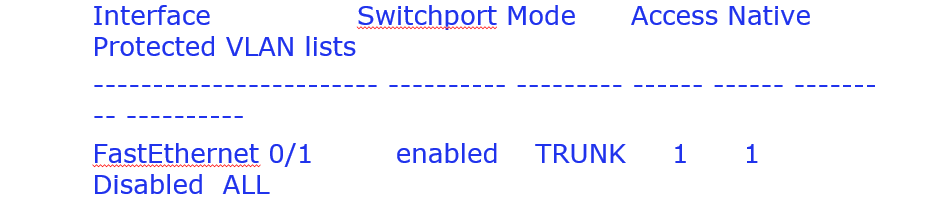 Interface Switchport Mode Access Native
Protected VLAN lists
------------------------ ---------- --------- ------ ------ -------
-- ----------
FastEthernet 0/1 enabled TRUNK 1 1
Disabled ALL